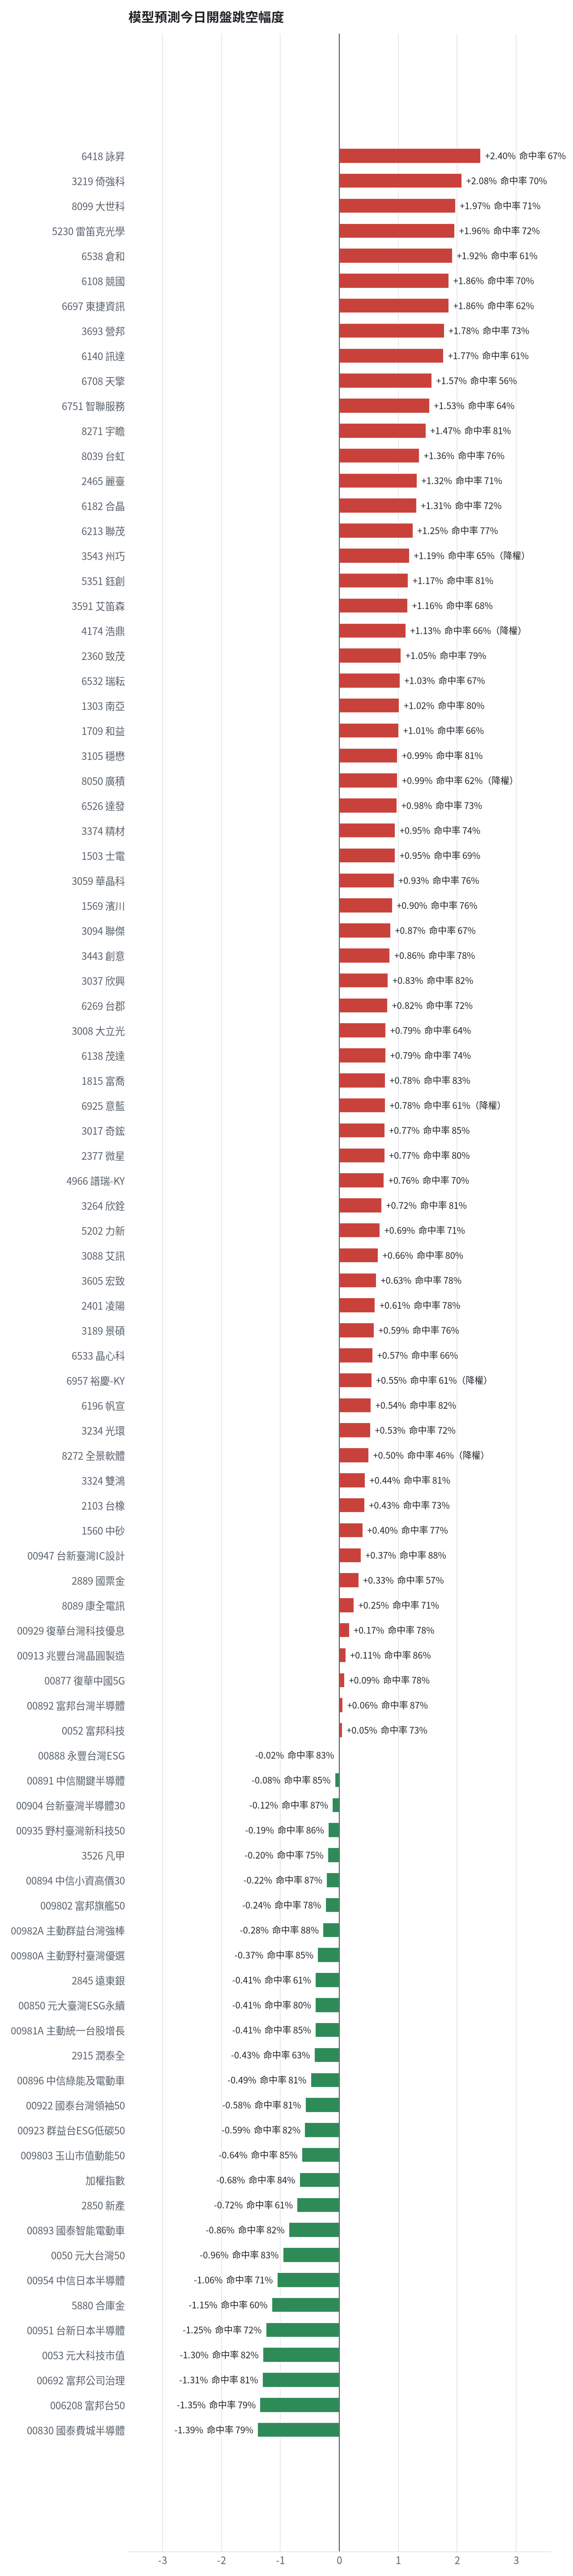 模型預測今日開盤跳空幅度
6418 詠昇 +2.40% 命中率 67%
3219 倚強科 +2.08% 命中率 70%
8099 大世科 +1.97% 命中率 71%
5230 雷笛克光學 +1.96% 命中率 72%
6538 倉和 +1.92% 命中率 61%
6108 競國 +1.86% 命中率 70%
6697 東捷資訊 +1.86% 命中率 62%
3693 營邦 +1.78% 命中率 73%
6140 訊達 +1.77% 命中率 61%
6708 天擎 +1.57% 命中率 56%
6751 智聯服務 +1.53% 命中率 64%
8271 宇瞻 +1.47% 命中率 81%
8039 台虹 +1.36% 命中率 76%
2465 麗臺 +1.32% 命中率 71%
6182 合晶 +1.31% 命中率 72%
6213 聯茂 +1.25% 命中率 77%
3543 州巧 +1.19% 命中率 65%（降權）
5351 鈺創 +1.17% 命中率 81%
3591 艾笛森 +1.16% 命中率 68%
4174 浩鼎 +1.13% 命中率 66%（降權）
2360 致茂 +1.05% 命中率 79%
6532 瑞耘 +1.03% 命中率 67%
1303 南亞 +1.02% 命中率 80%
1709 和益 +1.01% 命中率 66%
3105 穩懋 +0.99% 命中率 81%
8050 廣積 +0.99% 命中率 62%（降權）
6526 達發 +0.98% 命中率 73%
3374 精材 +0.95% 命中率 74%
1503 士電 +0.95% 命中率 69%
3059 華晶科 +0.93% 命中率 76%
1569 濱川 +0.90% 命中率 76%
3094 聯傑 +0.87% 命中率 67%
3443 創意 +0.86% 命中率 78%
3037 欣興 +0.83% 命中率 82%
6269 台郡 +0.82% 命中率 72%
3008 大立光 +0.79% 命中率 64%
6138 茂達 +0.79% 命中率 74%
1815 富喬 +0.78% 命中率 83%
6925 意藍 +0.78% 命中率 61%（降權）
3017 奇鋐 +0.77% 命中率 85%
2377 微星 +0.77% 命中率 80%
4966 譜瑞-KY +0.76% 命中率 70%
3264 欣銓 +0.72% 命中率 81%
5202 力新 +0.69% 命中率 71%
3088 艾訊 +0.66% 命中率 80%
3605 宏致 +0.63% 命中率 78%
2401 凌陽 +0.61% 命中率 78%
3189 景碩 +0.59% 命中率 76%
6533 晶心科 +0.57% 命中率 66%
6957 裕慶-KY +0.55% 命中率 61%（降權）
6196 帆宣 +0.54% 命中率 82%
3234 光環 +0.53% 命中率 72%
8272 全景軟體 +0.50% 命中率 46%（降權）
3324 雙鴻 +0.44% 命中率 81%
2103 台橡 +0.43% 命中率 73%
1560 中砂 +0.40% 命中率 77%
00947 台新臺灣IC設計 +0.37% 命中率 88%
2889 國票金 +0.33% 命中率 57%
8089 康全電訊 +0.25% 命中率 71%
00929 復華台灣科技優息 +0.17% 命中率 78%
00913 兆豐台灣晶圓製造 +0.11% 命中率 86%
00877 復華中國5G +0.09% 命中率 78%
00892 富邦台灣半導體 +0.06% 命中率 87%
0052 富邦科技 +0.05% 命中率 73%
00888 永豐台灣ESG -0.02% 命中率 83%
00891 中信關鍵半導體 -0.08% 命中率 85%
00904 台新臺灣半導體30 -0.12% 命中率 87%
00935 野村臺灣新科技50 -0.19% 命中率 86%
3526 凡甲 -0.20% 命中率 75%
00894 中信小資高價30 -0.22% 命中率 87%
009802 富邦旗艦50 -0.24% 命中率 78%
00982A 主動群益台灣強棒 -0.28% 命中率 88%
00980A 主動野村臺灣優選 -0.37% 命中率 85%
2845 遠東銀 -0.41% 命中率 61%
00850 元大臺灣ESG永續 -0.41% 命中率 80%
00981A 主動統一台股增長 -0.41% 命中率 85%
2915 潤泰全 -0.43% 命中率 63%
00896 中信綠能及電動車 -0.49% 命中率 81%
00922 國泰台灣領袖50 -0.58% 命中率 81%
00923 群益台ESG低碳50 -0.59% 命中率 82%
009803 玉山市值動能50 -0.64% 命中率 85%
加權指數 -0.68% 命中率 84%
2850 新產 -0.72% 命中率 61%
00893 國泰智能電動車 -0.86% 命中率 82%
0050 元大台灣50 -0.96% 命中率 83%
00954 中信日本半導體 -1.06% 命中率 71%
5880 合庫金 -1.15% 命中率 60%
00951 台新日本半導體 -1.25% 命中率 72%
0053 元大科技市值 -1.30% 命中率 82%
00692 富邦公司治理 -1.31% 命中率 81%
006208 富邦台50 -1.35% 命中率 79%
00830 國泰費城半導體 -1.39% 命中率 79%
-3 -2 -1 0 1 2 3